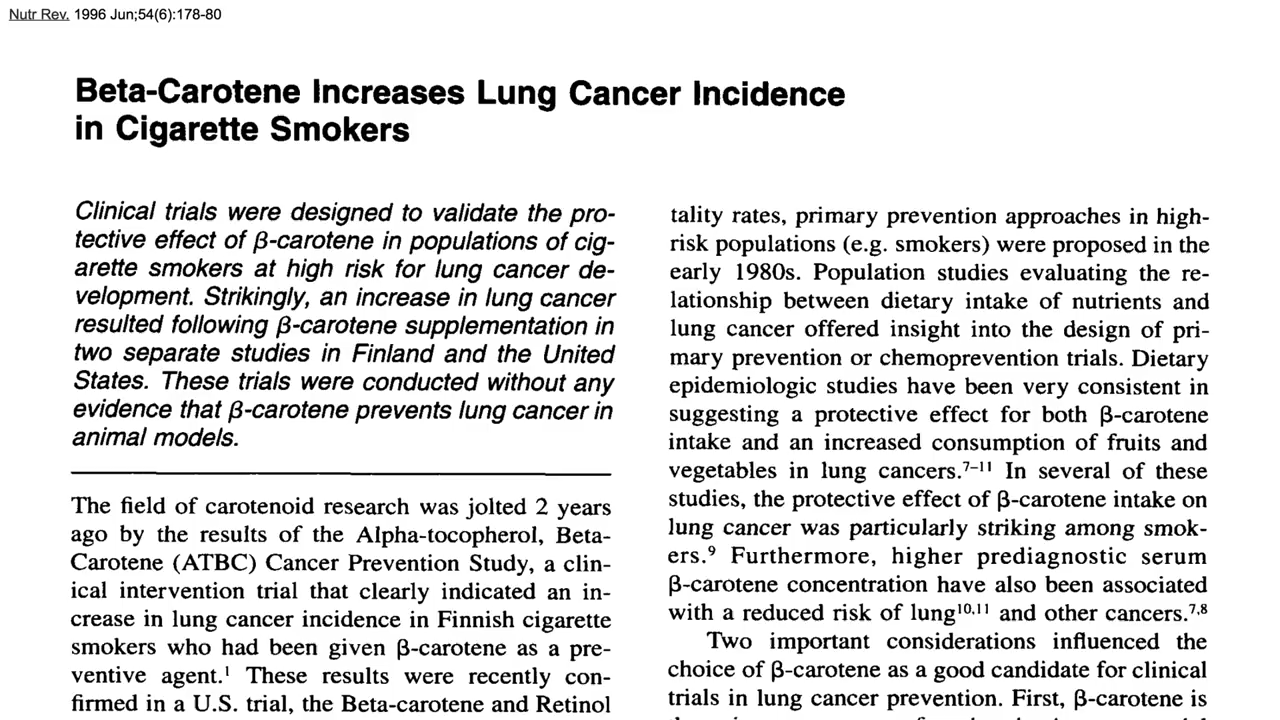 Nutr Rev. 1996 Jun;54(6):178-80
Beta-Carotene Increases Lung Cancer Incidence
in Cigarette Smokers
Clinical trials were designed to validate the pro-
tective effect of β-carotene in populations of cig-
arette smokers at high risk for lung cancer de-
velopment. Strikingly, an increase in lung cancer
resulted following β-carotene supplementation in
two separate studies in Finland and the United
States. These trials were conducted without any
evidence that β-carotene prevents lung cancer in
animal models.
The field of carotenoid research was jolted 2 years
ago by the results of the Alpha-tocopherol, Beta-
Carotene (ATBC) Cancer Prevention Study, a clin-
ical intervention trial that clearly indicated an in-
crease in lung cancer incidence in Finnish cigarette
smokers who had been given β-carotene as a pre-
ventive agent.¹ These results were recently con-
firmed in a U.S. trial, the Beta-carotene and Retinol
tality rates, primary prevention approaches in high-
risk populations (e.g. smokers) were proposed in the
early 1980s. Population studies evaluating the re-
lationship between dietary intake of nutrients and
lung cancer offered insight into the design of pri-
mary prevention or chemoprevention trials. Dietary
epidemiologic studies have been very consistent in
suggesting a protective effect for both β-carotene
intake and an increased consumption of fruits and
vegetables in lung cancers.⁷⁻¹¹ In several of these
studies, the protective effect of β-carotene intake on
lung cancer was particularly striking among smok-
ers.⁹ Furthermore, higher prediagnostic serum
β-carotene concentration have also been associated
with a reduced risk of lung¹⁰,¹¹ and other cancers.⁷,⁸
Two important considerations influenced the
choice of β-carotene as a good candidate for clinical
trials in lung cancer prevention. First, β-carotene is